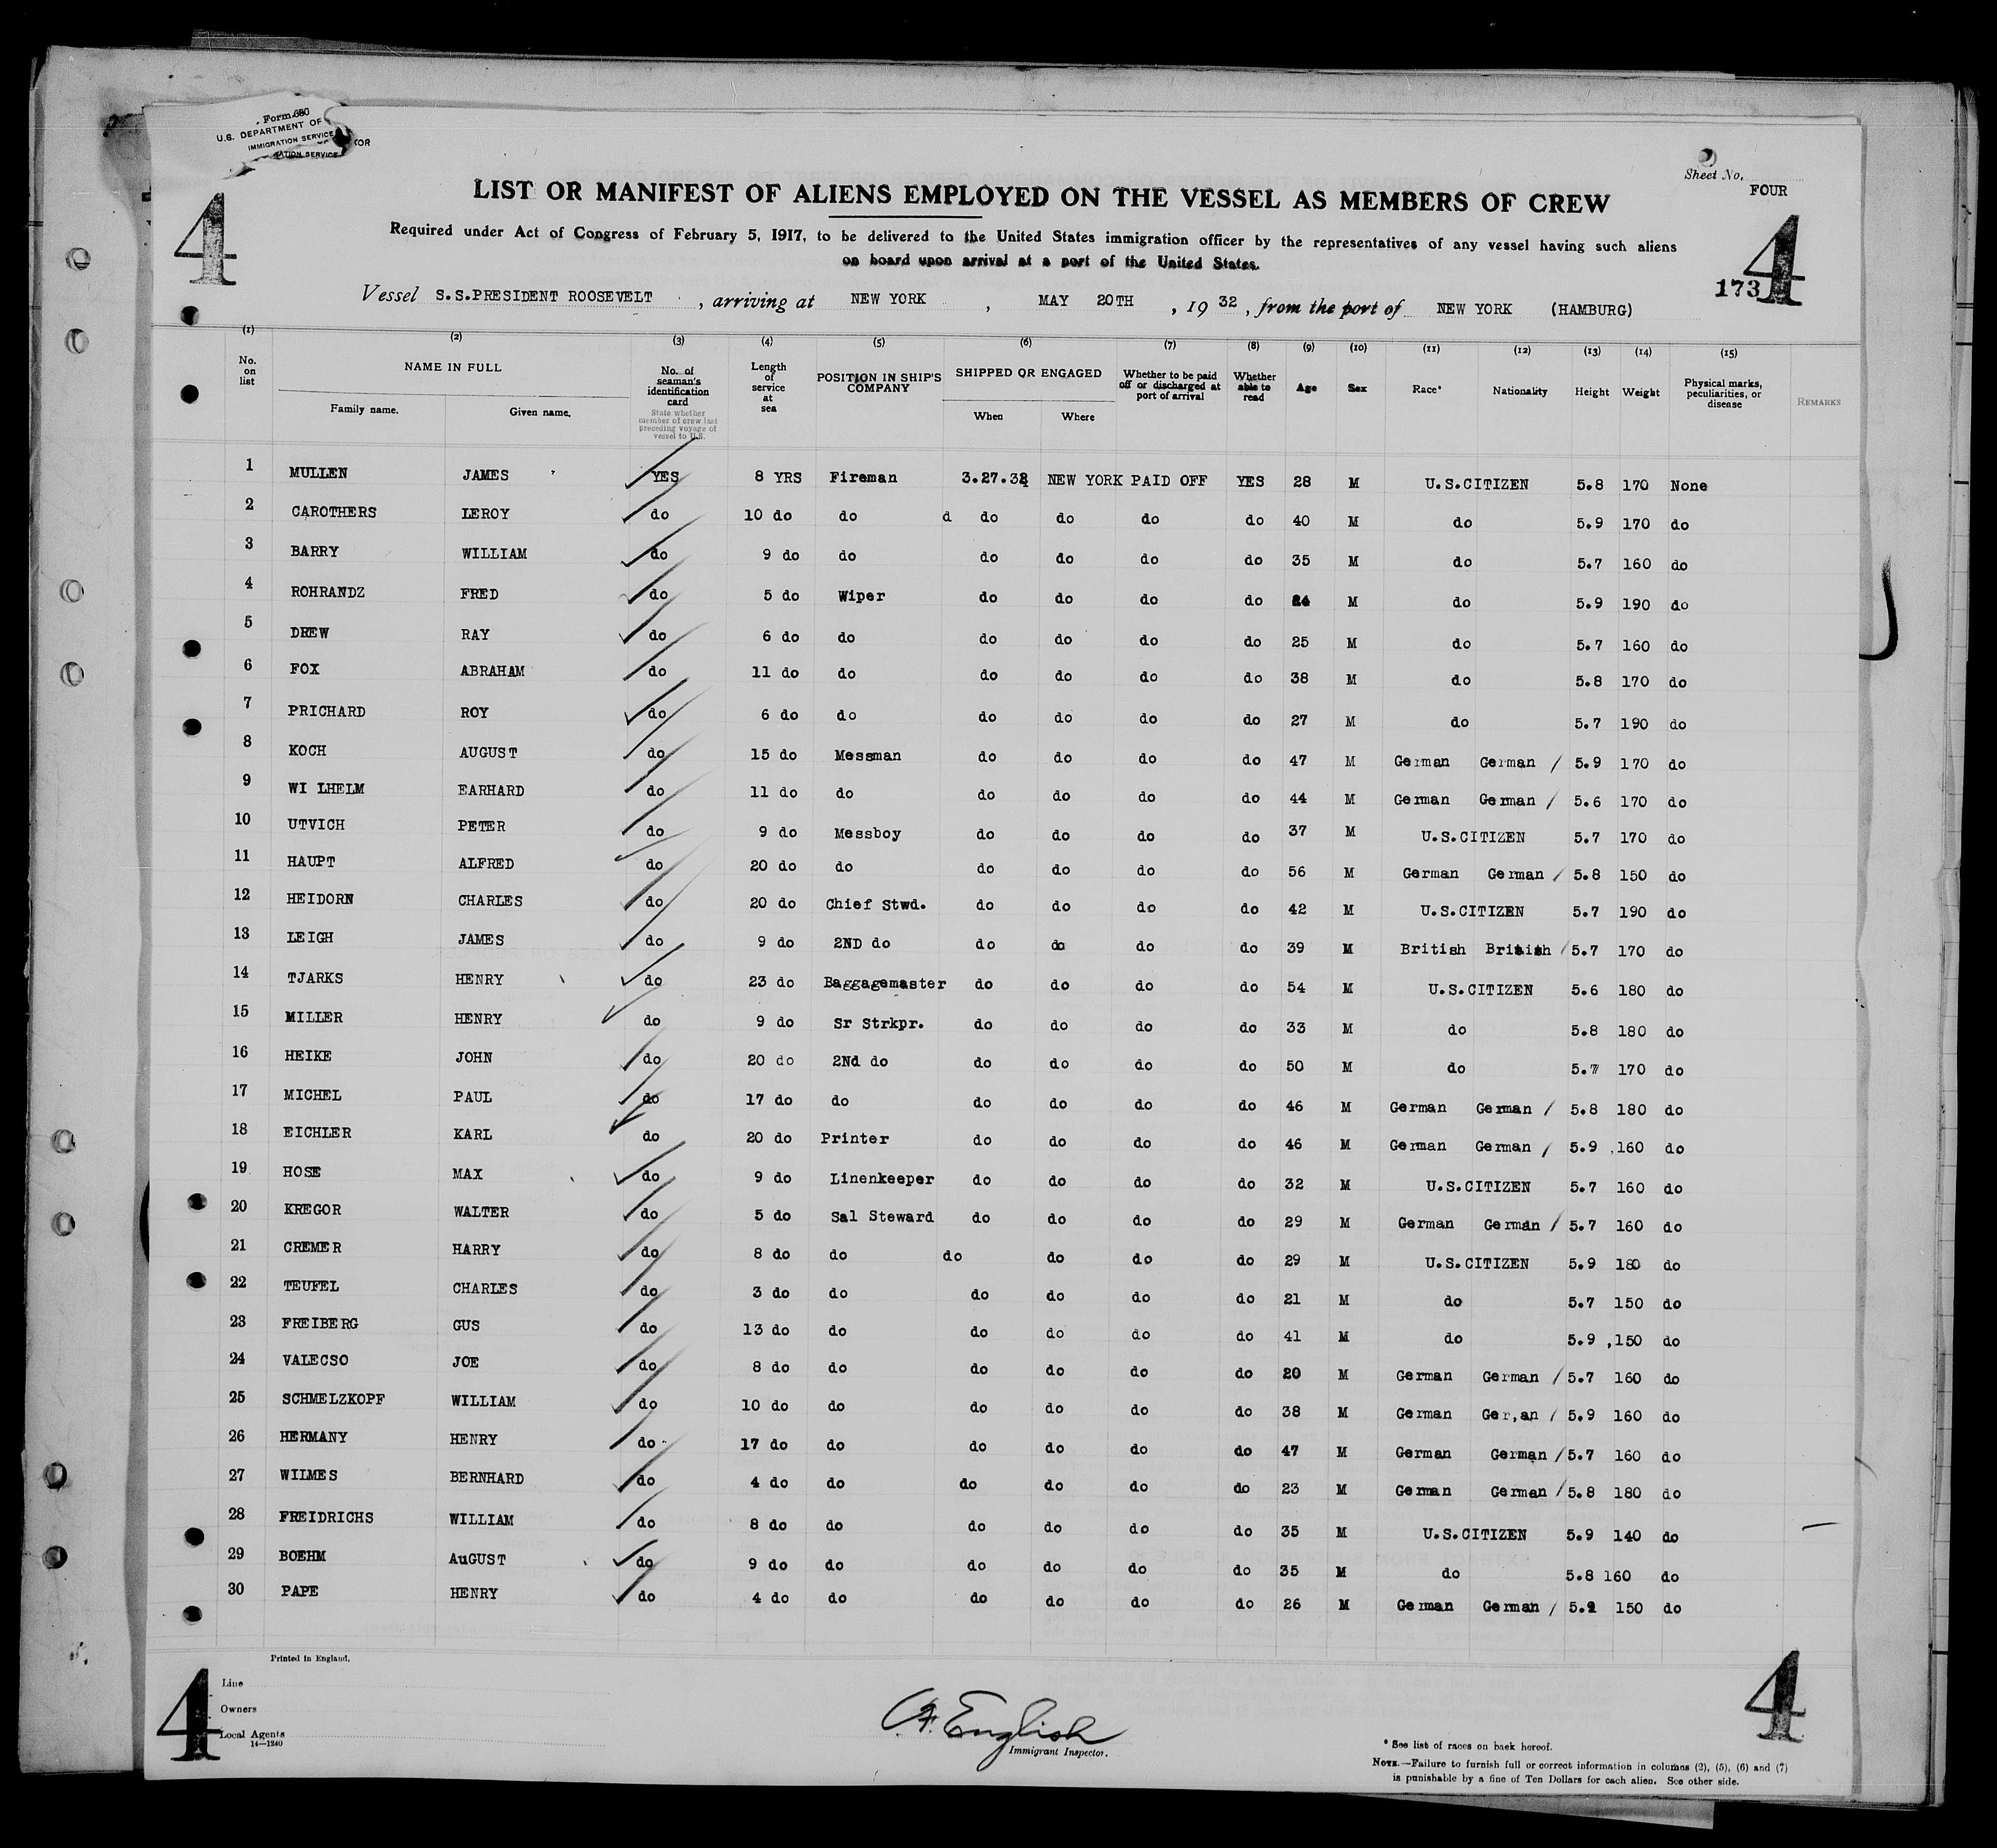 Form 680
U.S. DEPARTMENT OF
IMMIGRATION SERVICE
Sheet No. FOUR
4
4
LIST OR MANIFEST OF ALIENS EMPLOYED ON THE VESSEL AS MEMBERS OF CREW
Required under Act of Congress of February 5, 1917, to be delivered to the United States immigration officer by the representatives of any vessel having such aliens
on board upon arrival at a port of the United States.
173
Vessel S.S.PRESIDENT ROOSEVELT, arriving at NEW YORK, MAY 20TH, 1932, from the port of NEW YORK (HAMBURG)
(1) (2) (3) (4) (5) (6) (7) (8) (9) (10) (11) (12) (13) (14) (15)
No. on list NAME IN FULL Family name. Given name. No. of seaman's identification card State whether member of crew last preceding voyage of vessel to U.S. Length of service at sea POSITION IN SHIP'S COMPANY SHIPPED OR ENGAGED When Where Whether to be paid off or discharged at port of arrival Whether able to read Age Sex Race* Nationality Height Weight Physical marks, peculiarities, or disease REMARKS
1 MULLEN JAMES YES 8 YRS Fireman 3.27.32 NEW YORK PAID OFF YES 28 M U.S.CITIZEN 5.8 170 None
2 CAROTHERS LEROY do 10 do do d do do do do 40 M do 5.9 170 do
3 BARRY WILLIAM do 9 do do do do do do 35 M do 5.7 160 do
4 ROHRANDZ FRED do 5 do Wiper do do do do 24 M do 5.9 190 do
5 DREW RAY do 6 do do do do do do 25 M do 5.7 160 do
6 FOX ABRAHAM do 11 do do do do do do 38 M do 5.8 170 do
7 PRICHARD ROY do 6 do do do do do do 27 M do 5.7 190 do
8 KOCH AUGUST do 15 do Messman do do do do 47 M German German / 5.9 170 do
9 WI LHELM EARHARD do 11 do do do do do do 44 M German German / 5.6 170 do
10 UTVICH PETER do 9 do Messboy do do do do 37 M U.S.CITIZEN 5.7 170 do
11 HAUPT ALFRED do 20 do do do do do do 56 M German German / 5.8 150 do
12 HEIDORN CHARLES do 20 do Chief Stwd. do do do do 42 M U.S.CITIZEN 5.7 190 do
13 LEIGH JAMES do 9 do 2ND do do do do do 39 M British British / 5.7 170 do
14 TJARKS HENRY do 23 do Baggagemaster do do do do 54 M U.S.CITIZEN 5.6 180 do
15 MILLER HENRY do 9 do Sr Strkpr. do do do do 33 M do 5.8 180 do
16 HEIKE JOHN do 20 do 2Nd do do do do do 50 M do 5.7 170 do
17 MICHEL PAUL do 17 do do do do do do 46 M German German / 5.8 180 do
18 EICHLER KARL do 20 do Printer do do do do 46 M German German / 5.9 ,160 do
19 HOSE MAX do 9 do Linenkeeper do do do do 32 M U.S.CITIZEN 5.7 160 do
20 KREGOR WALTER do 5 do Sal Steward do do do do 29 M German German / 5.7 160 do
21 CREMER HARRY do 8 do do do do do do 29 M U.S.CITIZEN 5.9 180 do
22 TEUFEL CHARLES do 3 do do do do do do 21 M do 5.7 150 do
23 FREIBERG GUS do 13 do do do do do do 41 M do 5.9 ,150 do
24 VALECSO JOE do 8 do do do do do do 20 M German German / 5.7 160 do
25 SCHMELZKOPF WILLIAM do 10 do do do do do do 38 M German Ger,an / 5.9 160 do
26 HERMANY HENRY do 17 do do do do do do 47 M German German / 5.7 160 do
27 WILMES BERNHARD do 4 do do do do do do 23 M German German / 5.8 180 do
28 FREIDRICHS WILLIAM do 8 do do do do do do 35 M U.S.CITIZEN 5.9 140 do
29 BOEHM AuGUST do 9 do do do do do do 35 M do 5.8 160 do
30 PAPE HENRY do 4 do do do do do do 26 M German German / 5.9 150 do
Printed in England.
4
4
Line
Owners
Local Agents
14—1240
English
Immigrant Inspector.
* See list of races on back hereof.
NOTE.—Failure to furnish full or correct information in columns (2), (5), (6) and (7)
is punishable by a fine of Ten Dollars for each alien. See other side.